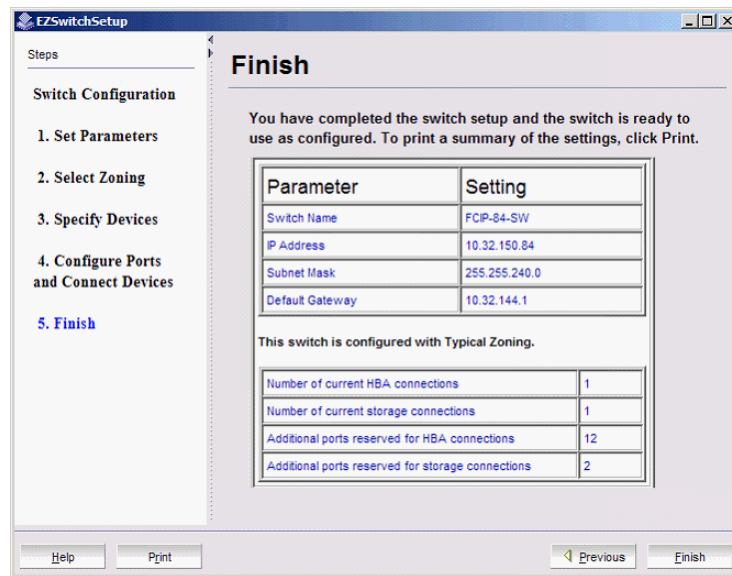 EZSwitchSetup
Steps
Switch Configuration
1. Set Parameters
2. Select Zoning
3. Specify Devices
4. Configure Ports
and Connect Devices
5. Finish
Finish
You have completed the switch setup and the switch is ready to
use as configured. To print a summary of the settings, click Print.
Parameter Setting
Switch Name FCIP-84-SW
IP Address 10.32.150.84
Subnet Mask 255.255.240.0
Default Gateway 10.32.144.1
This switch is configured with Typical Zoning.
Number of current HBA connections 1
Number of current storage connections 1
Additional ports reserved for HBA connections 12
Additional ports reserved for storage connections 2
Help Print Previous Finish